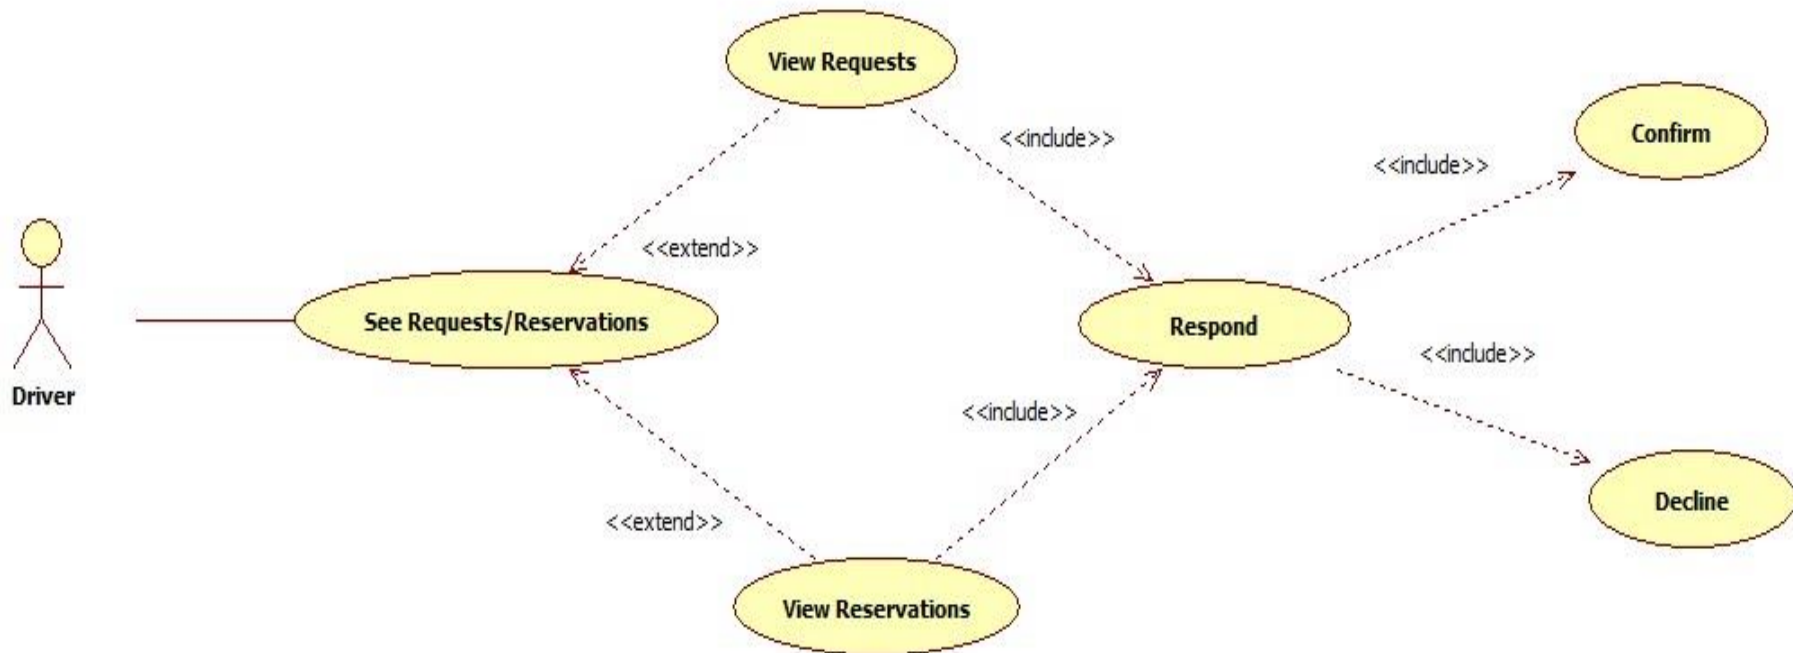 View Requests
<<include>>
Confirm
<<include>>
<<extend>>
See Requests/Reservations
Respond
Driver
<<include>>
<<include>>
<<extend>>
Decline
View Reservations